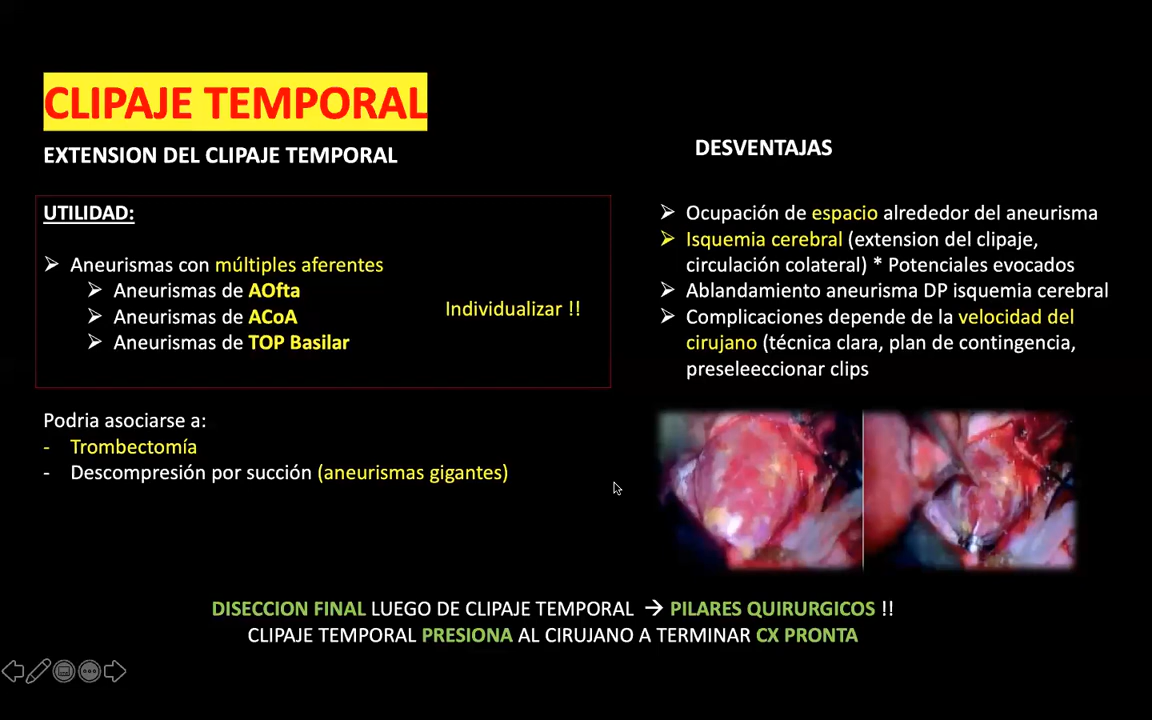 CLIPAJE TEMPORAL
EXTENSION DEL CLIPAJE TEMPORAL
UTILIDAD:
➤ Aneurismas con múltiples aferentes
➤ Aneurismas de AOfta
➤ Aneurismas de ACoA
➤ Aneurismas de TOP Basilar
Individualizar !!
Podria asociarse a:
- Trombectomía
- Descompresión por succión (aneurismas gigantes)
DESVENTAJAS
➤ Ocupación de espacio alrededor del aneurisma
➤ Isquemia cerebral (extension del clipaje,
circulación colateral) * Potenciales evocados
➤ Ablandamiento aneurisma DP isquemia cerebral
➤ Complicaciones depende de la velocidad del
cirujano (técnica clara, plan de contingencia,
preseleeccionar clips
DISECCION FINAL LUEGO DE CLIPAJE TEMPORAL → PILARES QUIRURGICOS !!
CLIPAJE TEMPORAL PRESIONA AL CIRUJANO A TERMINAR CX PRONTA